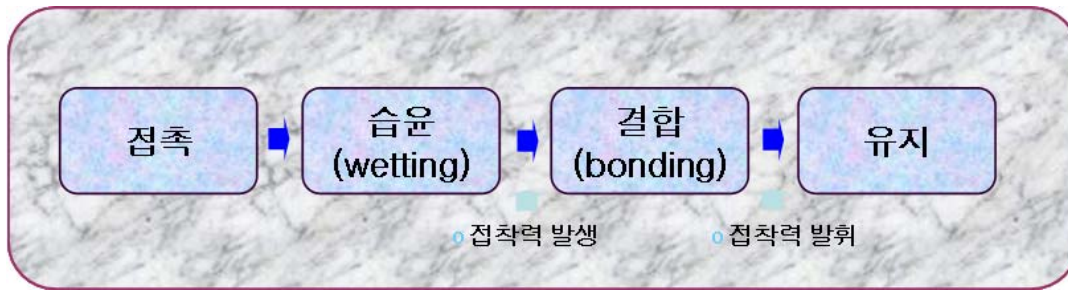 접촉
습윤
(wetting)
결합
(bonding)
유지
o 접착력 발생
o 접착력 발휘